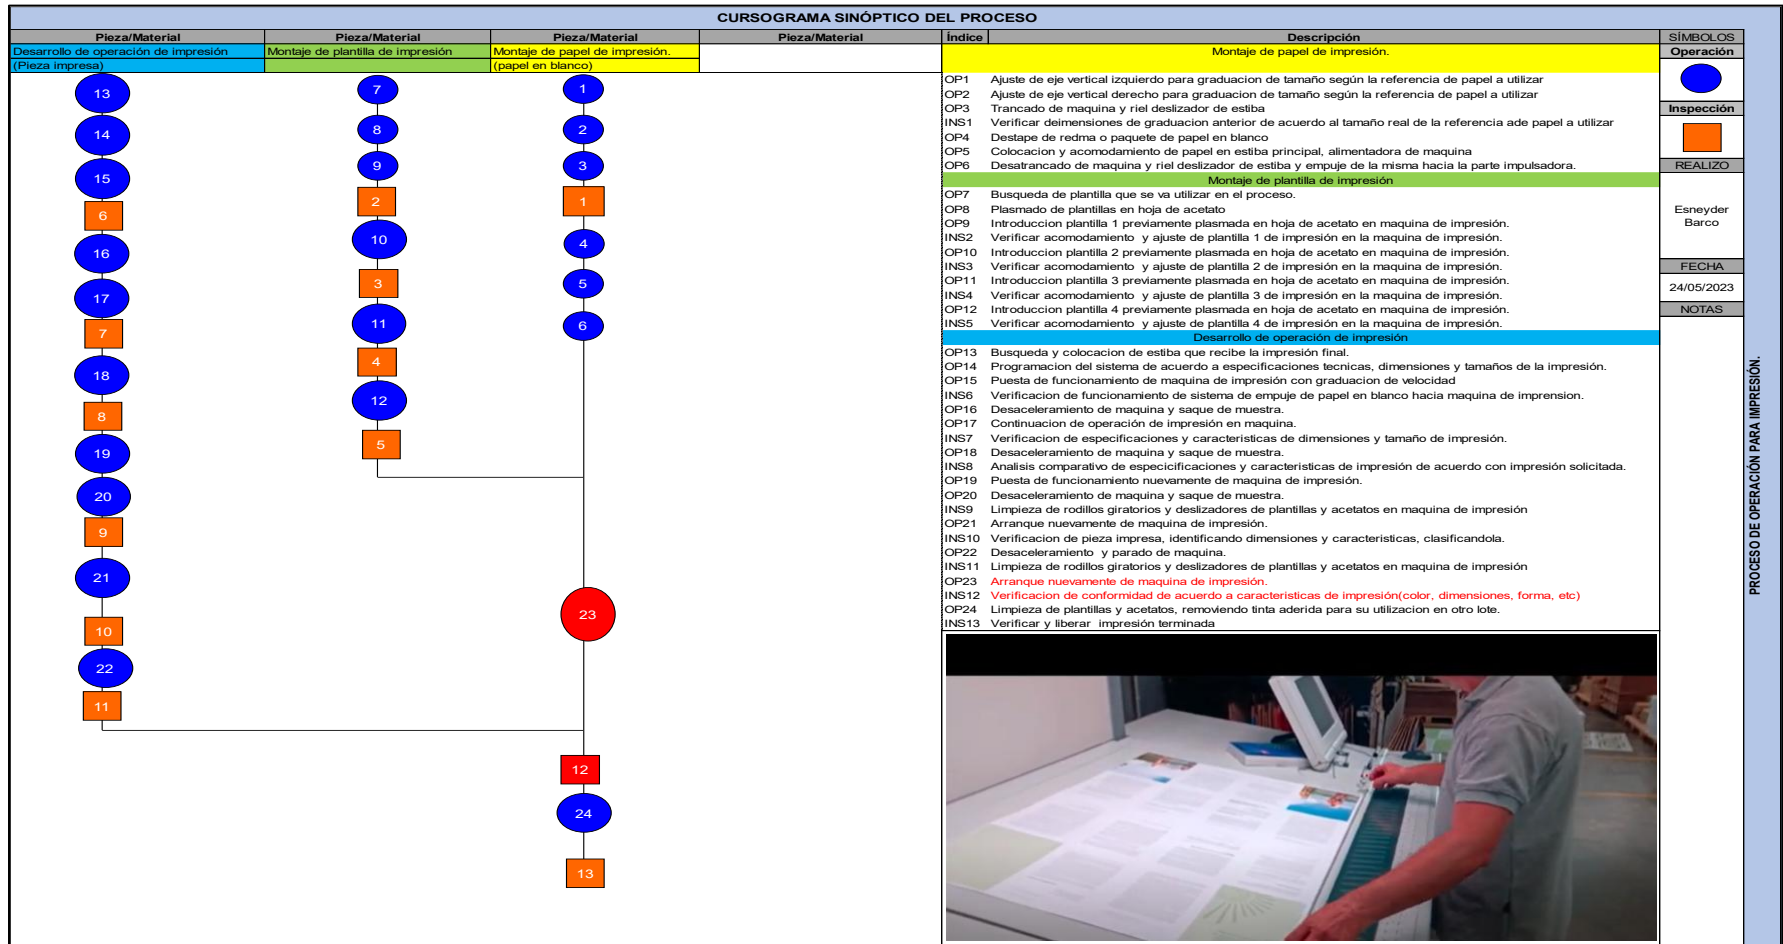 CURSOGRAMA SINÓPTICO DEL PROCESO
Pieza/Material
Pieza/Material
Pieza/Material
Pieza/Material
Índice
Descripción
SÍMBOLOS
Desarrollo de operación de impresión
(Pieza impresa)
Montaje de plantilla de impresión
Montaje de papel de impresión.
(papel en blanco)
13
14
15
6
16
17
7
18
8
19
20
9
21
10
22
11
7
8
9
2
10
3
11
4
12
5
1
2
3
1
4
5
6
23
12
24
13
Montaje de papel de impresión.
OP1 Ajuste de eje vertical izquierdo para graduacion de tamaño según la referencia de papel a utilizar
OP2 Ajuste de eje vertical derecho para graduacion de tamaño según la referencia de papel a utilizar
OP3 Trancado de maquina y riel deslizador de estiba
INS1 Verificar deimensiones de graduacion anterior de acuerdo al tamaño real de la referencia ade papel a utilizar
OP4 Destape de redma o paquete de papel en blanco
OP5 Colocacion y acomodamiento de papel en estiba principal, alimentadora de maquina
OP6 Desatrancado de maquina y riel deslizador de estiba y empuje de la misma hacia la parte impulsadora.
Montaje de plantilla de impresión
OP7 Busqueda de plantilla que se va utilizar en el proceso.
OP8 Plasmado de plantillas en hoja de acetato
OP9 Introduccion plantilla 1 previamente plasmada en hoja de acetato en maquina de impresión.
INS2 Verificar acomodamiento y ajuste de plantilla 1 de impresión en la maquina de impresión.
OP10 Introduccion plantilla 2 previamente plasmada en hoja de acetato en maquina de impresión.
INS3 Verificar acomodamiento y ajuste de plantilla 2 de impresión en la maquina de impresión.
OP11 Introduccion plantilla 3 previamente plasmada en hoja de acetato en maquina de impresión.
INS4 Verificar acomodamiento y ajuste de plantilla 3 de impresión en la maquina de impresión.
OP12 Introduccion plantilla 4 previamente plasmada en hoja de acetato en maquina de impresión.
INS5 Verificar acomodamiento y ajuste de plantilla 4 de impresión en la maquina de impresión.
Desarrollo de operación de impresión
OP13 Busqueda y colocacion de estiba que recibe la impresión final.
OP14 Programacion del sistema de acuerdo a especificaciones tecnicas, dimensiones y tamaños de la impresión.
OP15 Puesta de funcionamiento de maquina de impresión con graduacion de velocidad
INS6 Verificacion de funcionamiento de sistema de empuje de papel en blanco hacia maquina de imprension.
OP16 Desaceleramiento de maquina y saque de muestra.
OP17 Continuacion de operación de impresión en maquina.
INS7 Verificacion de especificaciones y caracteristicas de dimensiones y tamaño de impresión.
OP18 Desaceleramiento de maquina y saque de muestra.
INS8 Analisis comparativo de especicificaciones y caracteristicas de impresión de acuerdo con impresión solicitada.
OP19 Puesta de funcionamiento nuevamente de maquina de impresión.
OP20 Desaceleramiento de maquina y saque de muestra.
INS9 Limpieza de rodillos giratorios y deslizadores de plantillas y acetatos en maquina de impresión
OP21 Arranque nuevamente de maquina de impresión.
INS10 Verificacion de pieza impresa, identificando dimensiones y caracteristicas, clasificandola.
OP22 Desaceleramiento y parado de maquina.
INS11 Limpieza de rodillos giratorios y deslizadores de plantillas y acetatos en maquina de impresión
OP23 Arranque nuevamente de maquina de impresión.
INS12 Verificacion de conformidad de acuerdo a caracteristicas de impresión(color, dimensiones, forma, etc)
OP24 Limpieza de plantillas y acetatos, removiendo tinta aderida para su utilizacion en otro lote.
INS13 Verificar y liberar impresión terminada
Operación
Inspección
REALIZO
Esneyder
Barco
FECHA
24/05/2023
NOTAS
PROCESO DE OPERACIÓN PARA IMPRESIÓN.